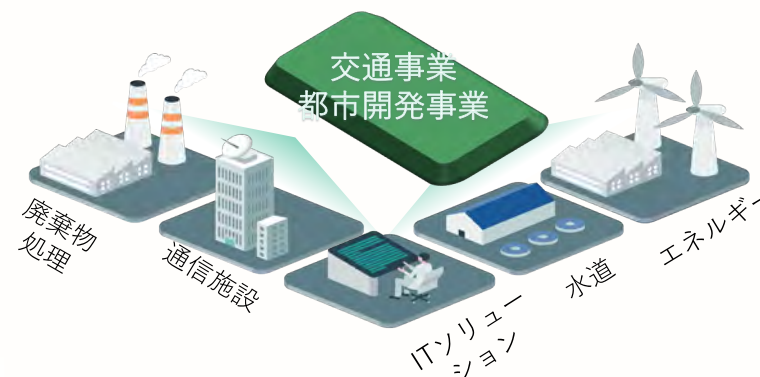 交通事業
都市開発事業
廃棄物
処理
通信施設
ITソリュー
ション
水道
エネルギー